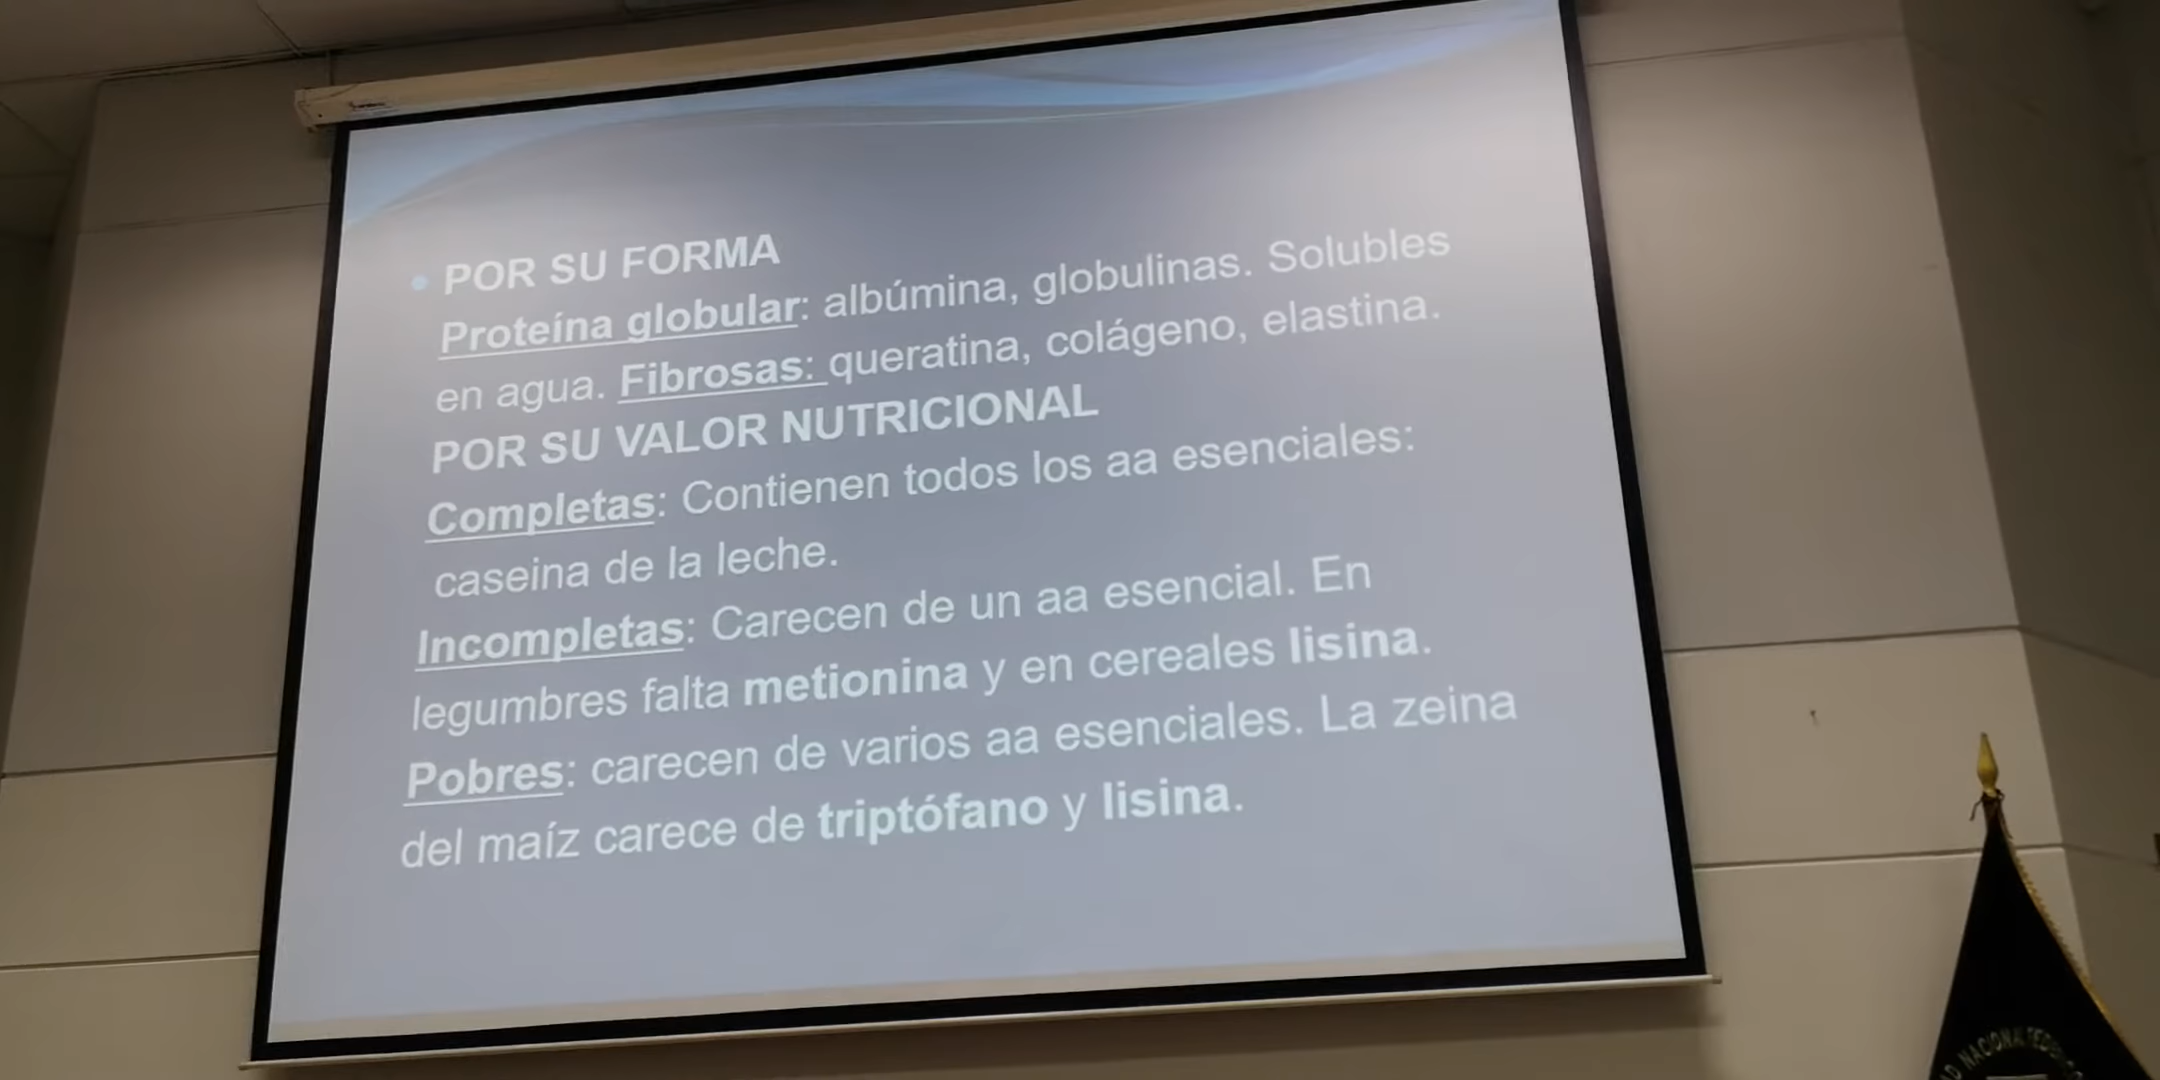 POR SU FORMA
Proteína globular: albúmina, globulinas. Solubles
en agua. Fibrosas: queratina, colágeno, elastina.
POR SU VALOR NUTRICIONAL
Completas: Contienen todos los aa esenciales:
caseina de la leche.
Incompletas: Carecen de un aa esencial. En
legumbres falta metionina y en cereales lisina.
Pobres: carecen de varios aa esenciales. La zeina
del maíz carece de triptófano y lisina.
NACIONAL